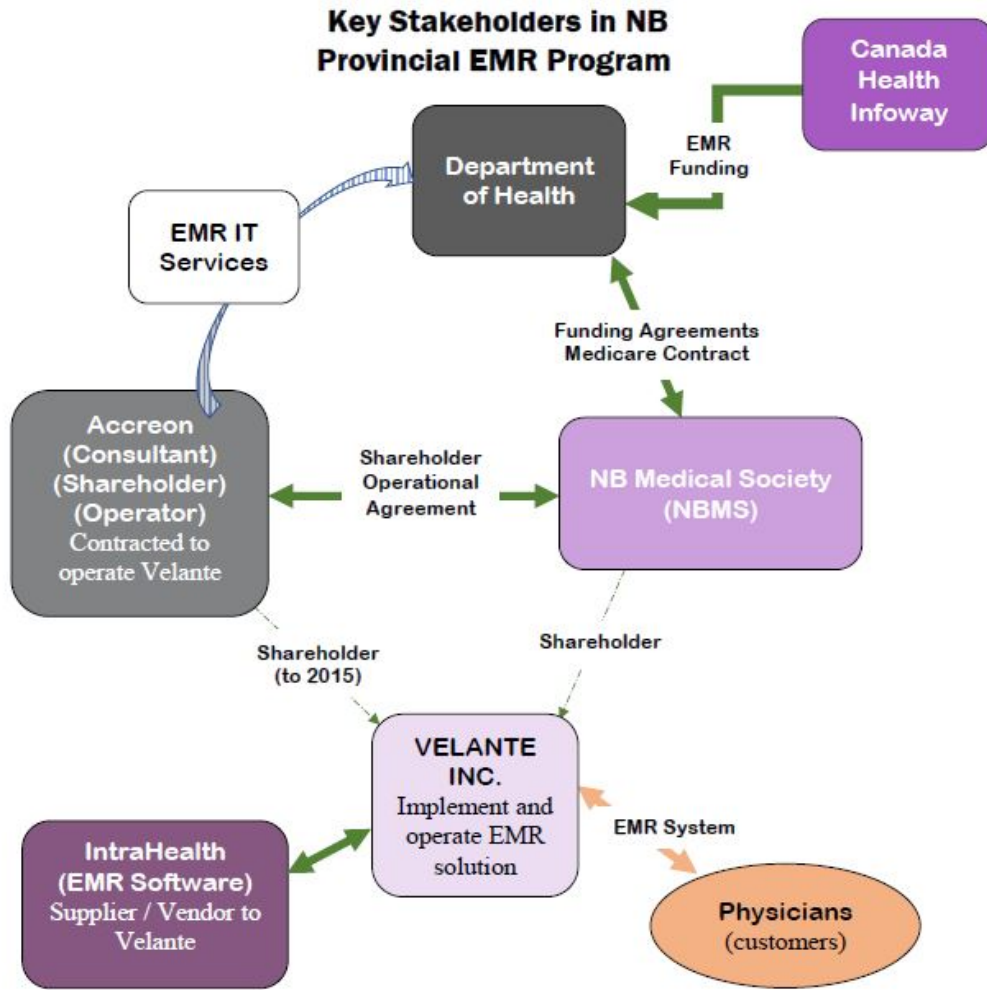 Key Stakeholders in NB
Provincial EMR Program
Canada
Health
Infoway
EMR
Funding
Department
of Health
EMR IT
Services
Funding Agreements
Medicare Contract
Accreon
(Consultant)
(Shareholder)
(Operator)
Contracted to
operate Velante
Shareholder
Operational
Agreement
NB Medical Society
(NBMS)
Shareholder
(to 2015)
Shareholder
VELANTE
INC.
Implement and
operate EMR
solution
IntraHealth
(EMR Software)
Supplier / Vendor to
Velante
EMR System
Physicians
(customers)